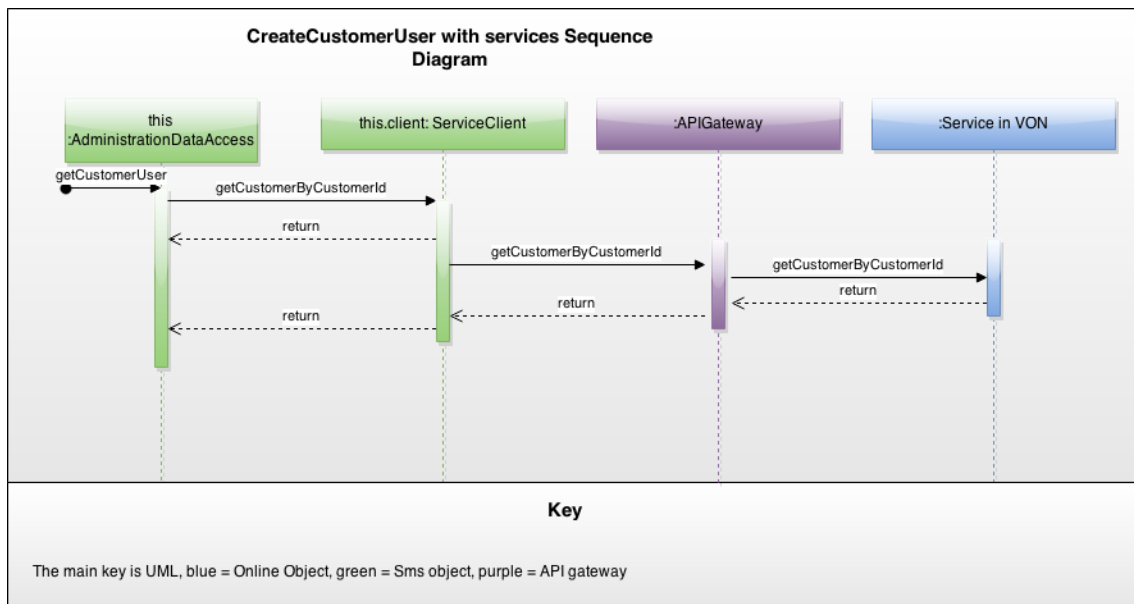 CreateCustomerUser with services Sequence
Diagram
this
:AdministrationDataAccess
this.client: ServiceClient
:APIGateway
:Service in VON
getCustomerUser
getCustomerByCustomerId
return
getCustomerByCustomerId
getCustomerByCustomerId
return
return
return
Key
The main key is UML, blue = Online Object, green = Sms object, purple = API gateway